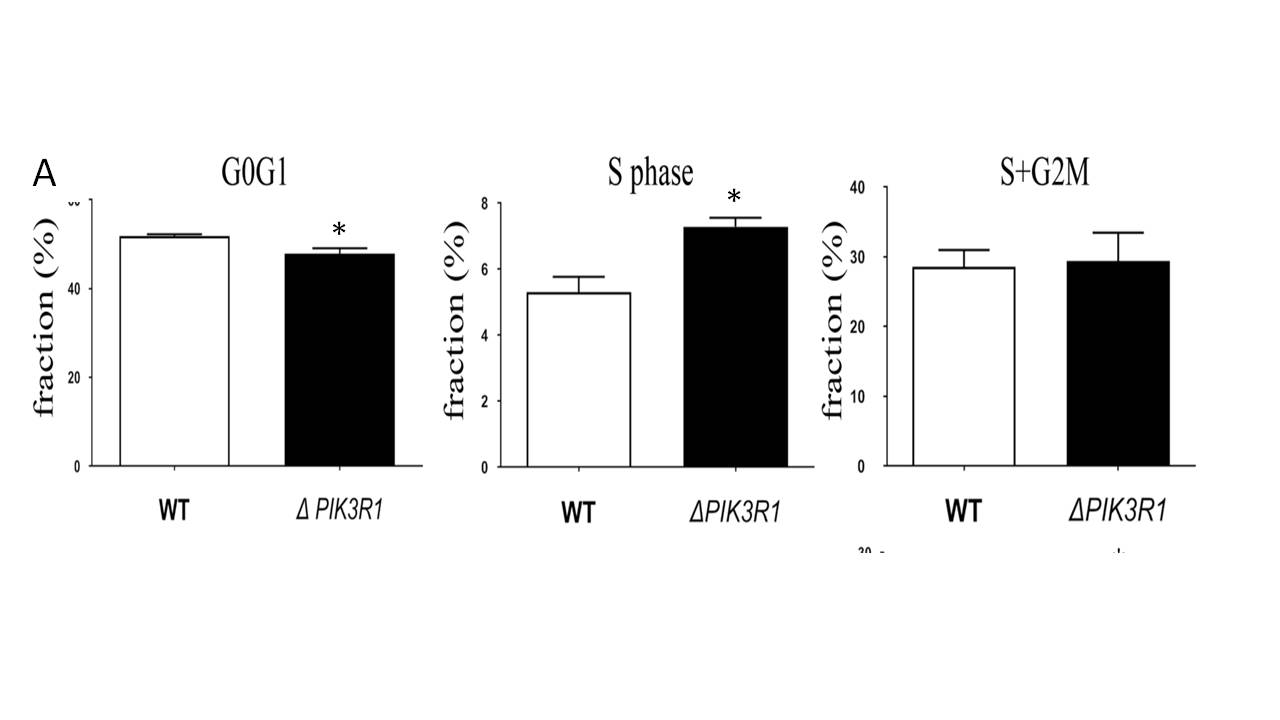 A
G0G1
S phase
S+G2M
fraction (%)
40
20
0
*
WT
Δ PIK3R1
fraction (%)
8
6
4
2
0
*
WT
ΔPIK3R1
fraction (%)
40
30
20
10
0
WT
ΔPIK3R1